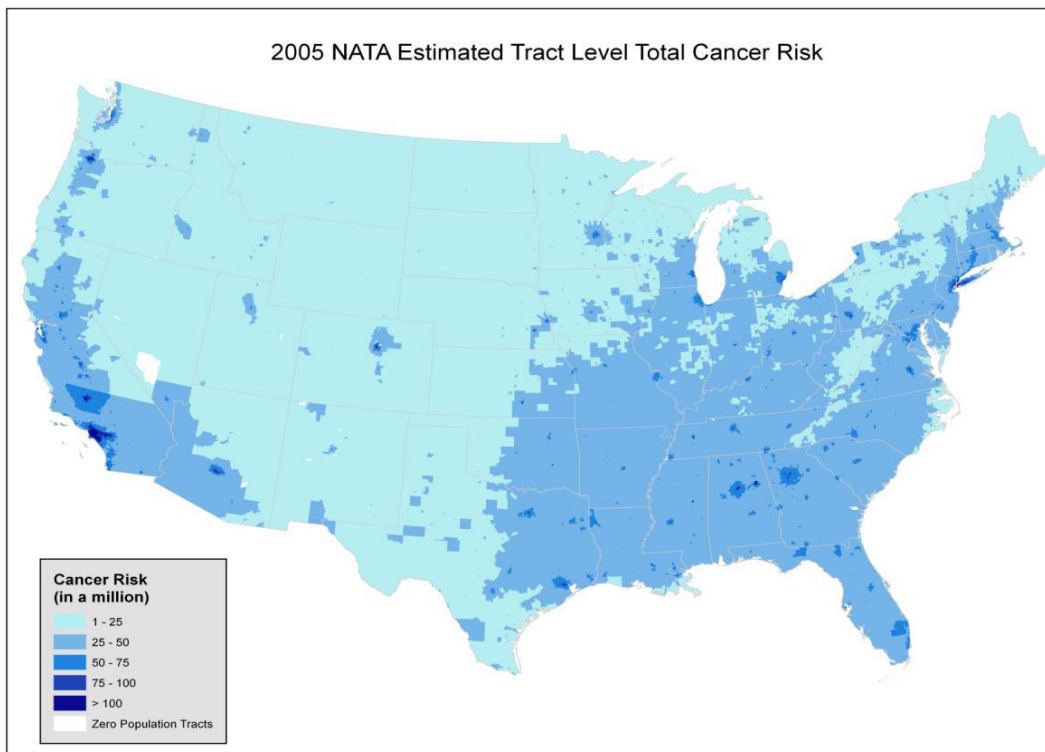 2005 NATA Estimated Tract Level Total Cancer Risk
Cancer Risk
(in a million)
1 - 25
25 - 50
50 - 75
75 - 100
> 100
Zero Population Tracts